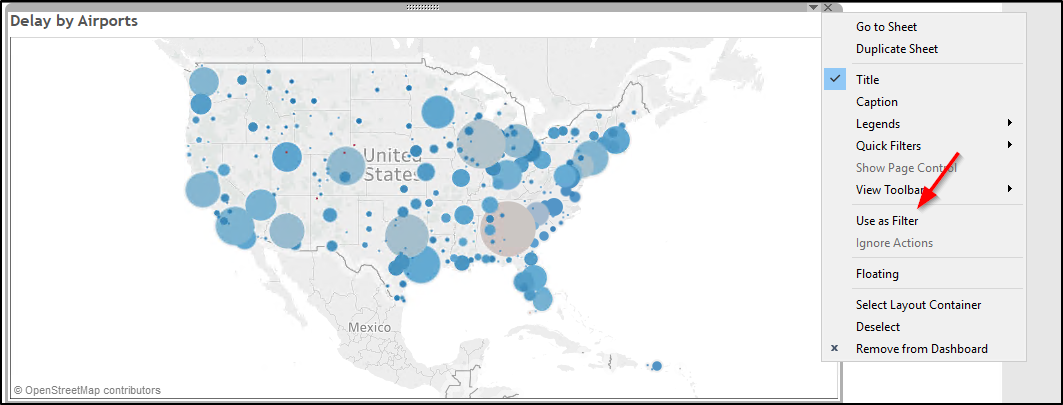 Delay by Airports
United
States
Mexico
© OpenStreetMap contributors
Go to Sheet
Duplicate Sheet
Title
Caption
Legends
Quick Filters
Show Page Control
View Toolbar
Use as Filter
Ignore Actions
Floating
Select Layout Container
Deselect
Remove from Dashboard